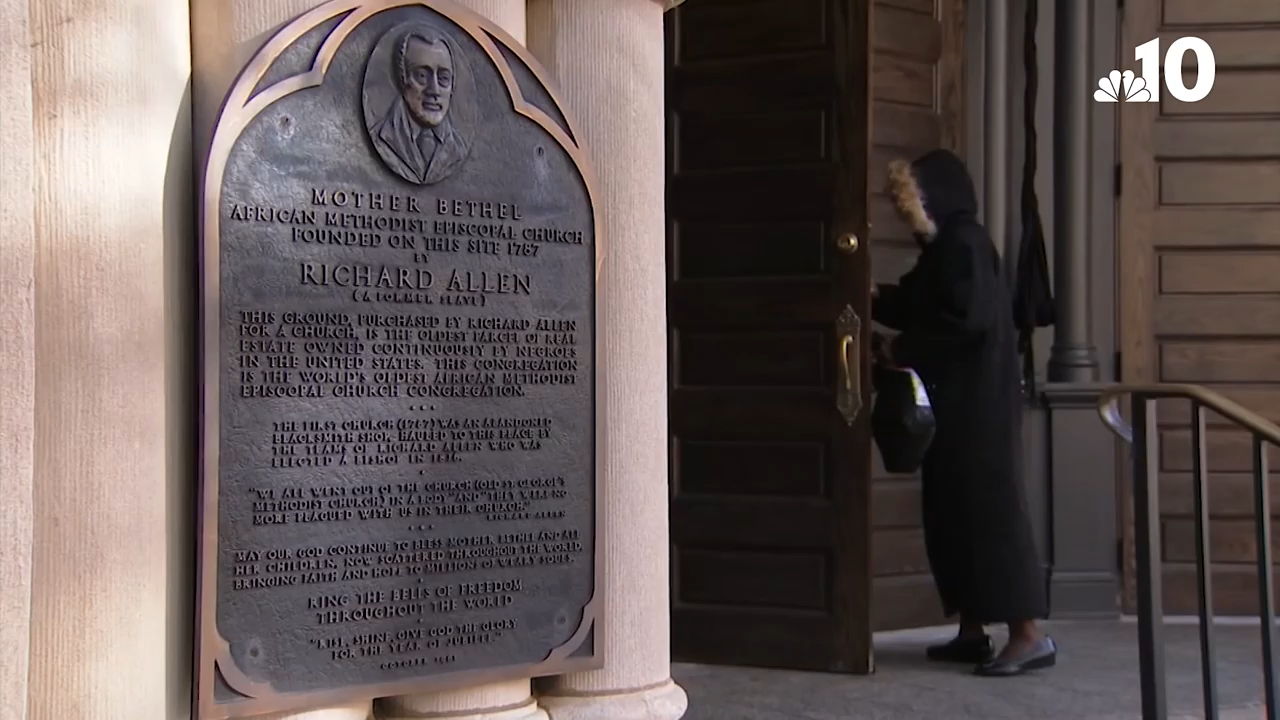 MOTHER BETHEL
AFRICAN METHODIST EPISCOPAL CHURCH
FOUNDED ON THIS SITE 1787
BY
RICHARD ALLEN
(A FORMER SLAVE)
THIS GROUND, PURCHASED BY RICHARD ALLEN
FOR A CHURCH, IS THE OLDEST PARCEL OF REAL
ESTATE OWNED CONTINUOUSLY BY NEGROES
IN THE UNITED STATES. THIS CONGREGATION
IS THE WORLD'S OLDEST AFRICAN METHODIST
EPISCOPAL CHURCH CONGREGATION.
THE FIRST CHURCH (1787) WAS AN ABANDONED
BLACKSMITH SHOP, HAULED TO THIS PLACE BY
THE TEAMS OF RICHARD ALLEN WHO WAS
ELECTED A BISHOP IN 1816.
"WE ALL WENT OUT OF THE CHURCH (OLD ST. GEORGE'S
METHODIST CHURCH) IN A BODY" AND "THEY WERE NO
MORE PLAGUED WITH US IN THEIR CHURCH."
RICHARD ALLEN
MAY OUR GOD CONTINUE TO BLESS MOTHER BETHEL AND ALL
HER CHILDREN, NOW SCATTERED THROUGHOUT THE WORLD,
BRINGING FAITH AND HOPE TO MILLIONS OF WEARY SOULS.
RING THE BELLS OF FREEDOM
THROUGHOUT THE WORLD
"RISE, SHINE, GIVE GOD THE GLORY
FOR THE YEAR OF JUBILEE."
OCTOBER
10